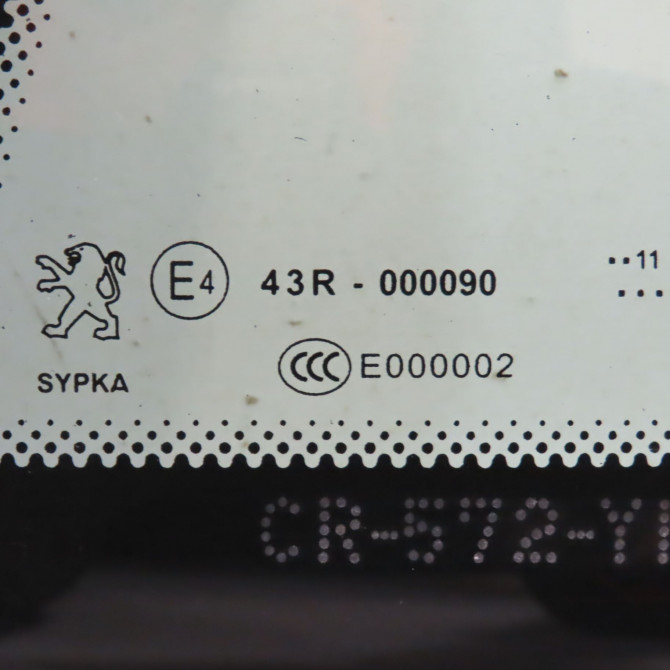 E4 43R - 000090 ··11
...
CCC E000002
SYPKA
CR-572-Y